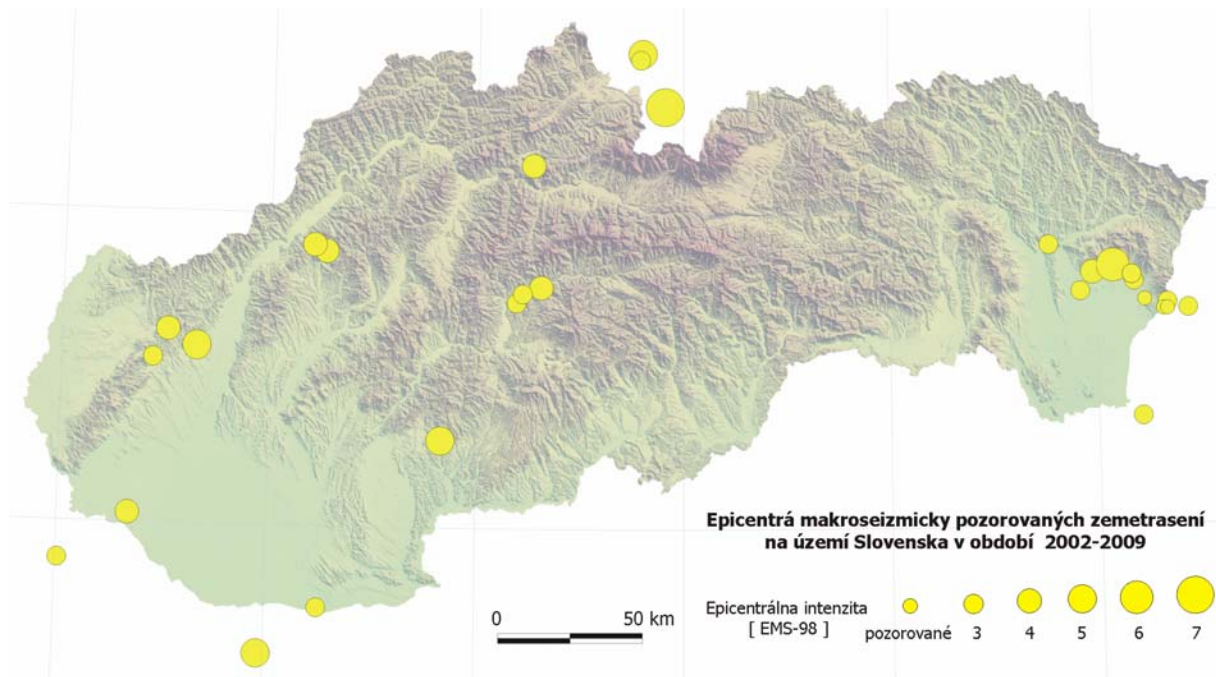 Epicentrá makroseizmicky pozorovaných zemetrasení
na území Slovenska v období 2002-2009
0 50 km
Epicentrálna intenzita
[ EMS-98 ]
pozorované 3 4 5 6 7